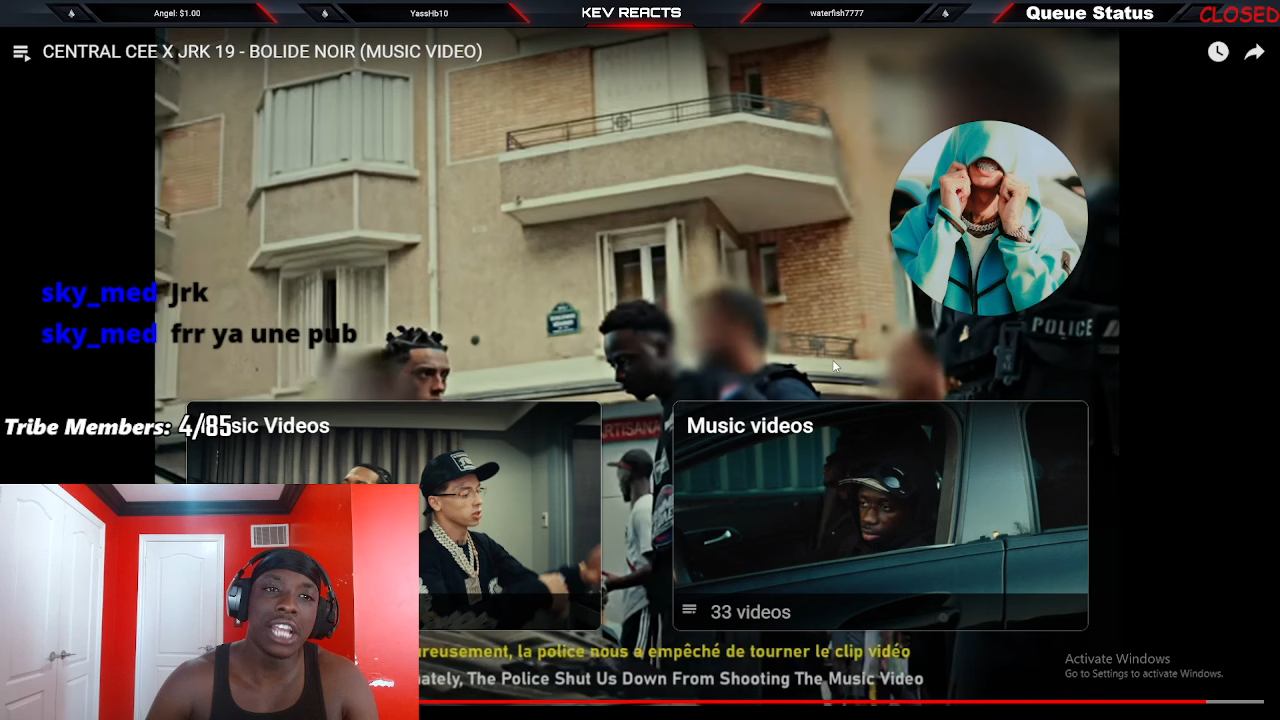 Angel: $1.00
YassHb10
KEV REACTS
waterfish7777
Queue Status
CLOSED
CENTRAL CEE X JRK 19 - BOLIDE NOIR (MUSIC VIDEO)
sky_med Jrk
sky_med frr ya une pub
POLICE
Tribe Members: 4/85
sic Videos
Music videos
ARTISANA
33 videos
ureusement, la police nous a empêché de tourner le clip vidéo
ately, The Police Shut Us Down From Shooting The Music Video
Activate Windows
Go to Settings to activate Windows.